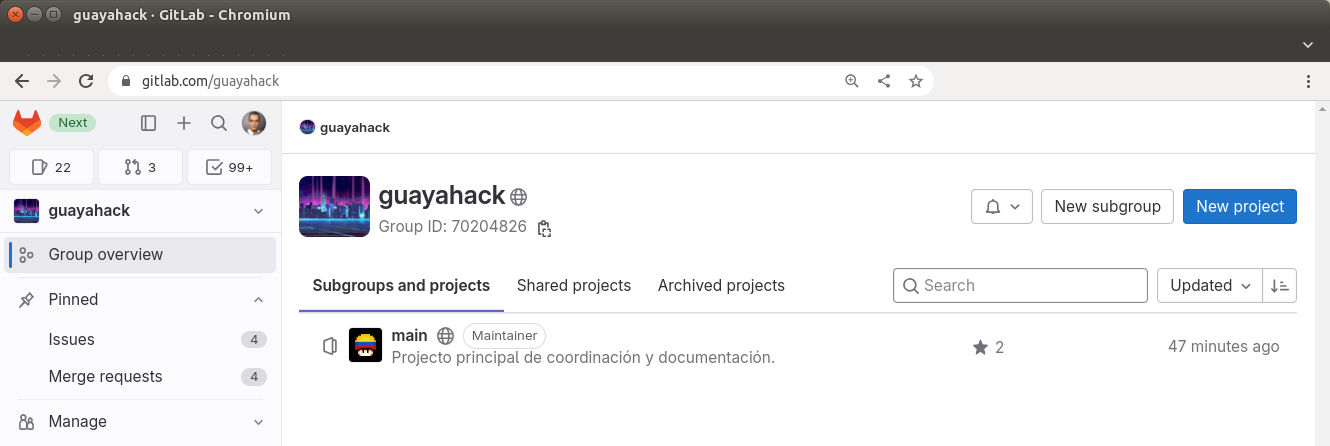 guayahack · GitLab - Chromium
gitlab.com/guayahack
Next
22 3 99+
guayahack
Group overview
Pinned
Issues 4
Merge requests 4
Manage
guayahack
guayahack
Group ID: 70204826
New subgroup New project
Subgroups and projects Shared projects Archived projects Search Updated
main Maintainer
Projecto principal de coordinación y documentación.
2 47 minutes ago